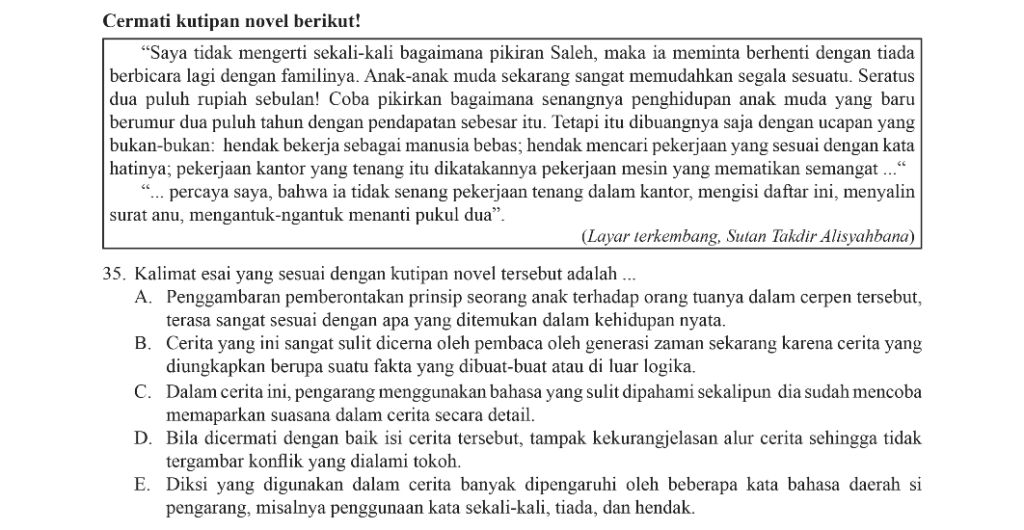 Cermati kutipan novel berikut!
“Saya tidak mengerti sekali-kali bagaimana pikiran Saleh, maka ia meminta berhenti dengan tiada
berbicara lagi dengan familinya. Anak-anak muda sekarang sangat memudahkan segala sesuatu. Seratus
dua puluh rupiah sebulan! Coba pikirkan bagaimana senangnya penghidupan anak muda yang baru
berumur dua puluh tahun dengan pendapatan sebesar itu. Tetapi itu dibuangnya saja dengan ucapan yang
bukan-bukan: hendak bekerja sebagai manusia bebas; hendak mencari pekerjaan yang sesuai dengan kata
hatinya; pekerjaan kantor yang tenang itu dikatakannya pekerjaan mesin yang mematikan semangat ...“
“... percaya saya, bahwa ia tidak senang pekerjaan tenang dalam kantor, mengisi daftar ini, menyalin
surat anu, mengantuk-ngantuk menanti pukul dua”.
(Layar terkembang, Sutan Takdir Alisyahbana)
35. Kalimat esai yang sesuai dengan kutipan novel tersebut adalah ...
A. Penggambaran pemberontakan prinsip seorang anak terhadap orang tuanya dalam cerpen tersebut,
terasa sangat sesuai dengan apa yang ditemukan dalam kehidupan nyata.
B. Cerita yang ini sangat sulit dicerna oleh pembaca oleh generasi zaman sekarang karena cerita yang
diungkapkan berupa suatu fakta yang dibuat-buat atau di luar logika.
C. Dalam cerita ini, pengarang menggunakan bahasa yang sulit dipahami sekalipun dia sudah mencoba
memaparkan suasana dalam cerita secara detail.
D. Bila dicermati dengan baik isi cerita tersebut, tampak kekurangjelasan alur cerita sehingga tidak
tergambar konflik yang dialami tokoh.
E. Diksi yang digunakan dalam cerita banyak dipengaruhi oleh beberapa kata bahasa daerah si
pengarang, misalnya penggunaan kata sekali-kali, tiada, dan hendak.